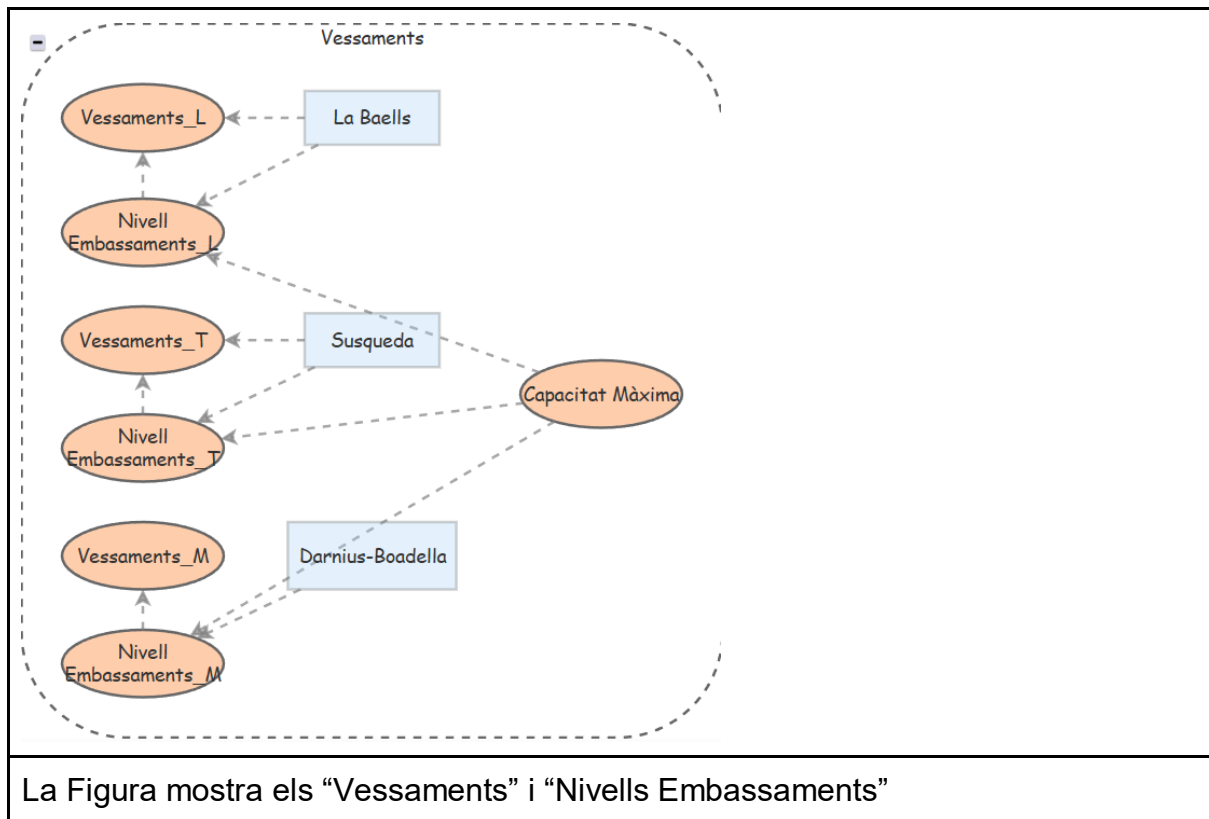 Vessaments
Vessaments_L
La Baells
Nivell
Embassaments_L
Vessaments_T
Susqueda
Capacitat Màxima
Nivell
Embassaments_T
Vessaments_M
Darnius-Boadella
Nivell
Embassaments_M
La Figura mostra els “Vessaments” i “Nivells Embassaments”